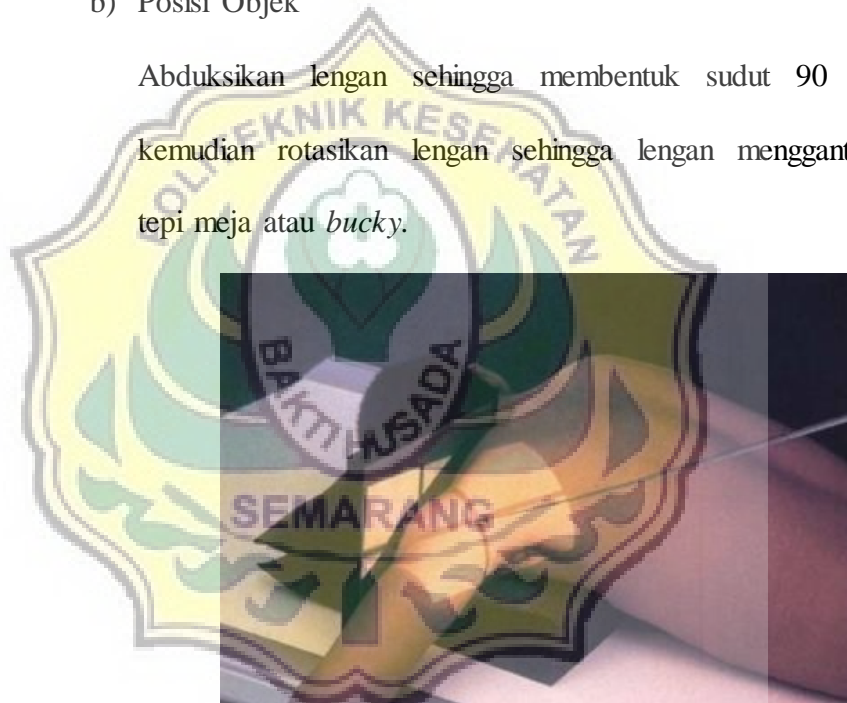 b) Posisi Objek
Abduksikan lengan sehingga membentuk sudut 90
kemudian rotasikan lengan sehingga lengan menggant
tepi meja atau bucky.
POLITEKNIK KESEHATAN
BAKTI HUSADA
SEMARANG